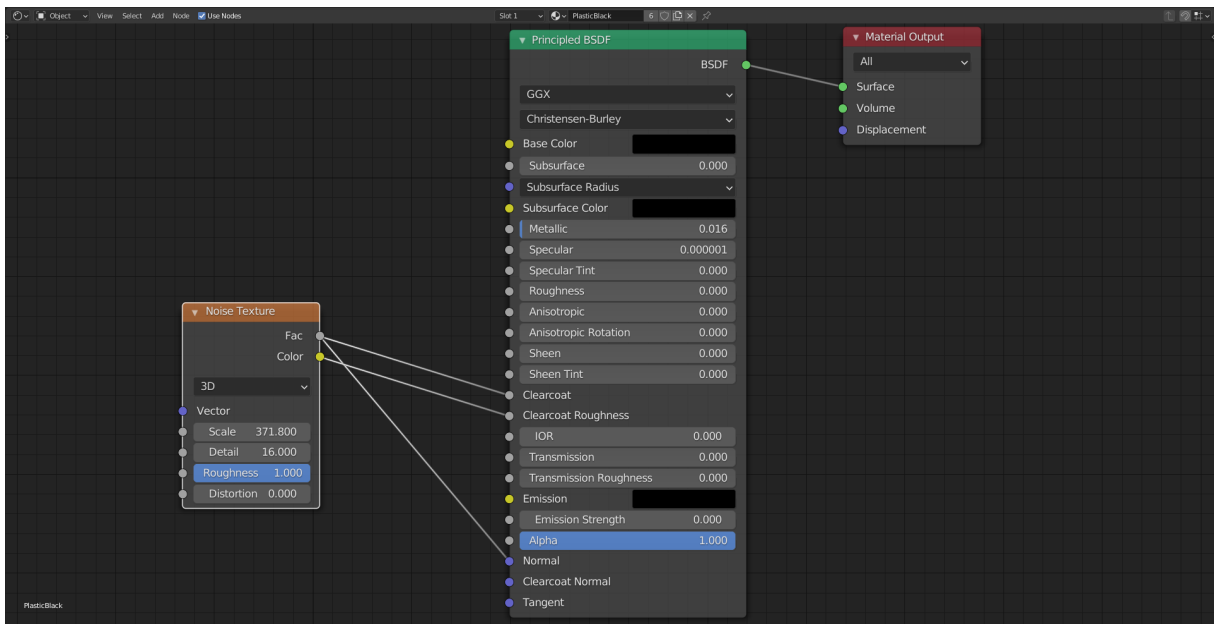 Object View Select Add Node Use Nodes Slot 1 PlasticBlack 6
Principled BSDF
BSDF
GGX
Christensen-Burley
Base Color
Subsurface 0.000
Subsurface Radius
Subsurface Color
Metallic 0.016
Specular 0.000001
Specular Tint 0.000
Roughness 0.000
Anisotropic 0.000
Anisotropic Rotation 0.000
Sheen 0.000
Sheen Tint 0.000
Clearcoat
Clearcoat Roughness
IOR 0.000
Transmission 0.000
Transmission Roughness 0.000
Emission
Emission Strength 0.000
Alpha 1.000
Normal
Clearcoat Normal
Tangent
Material Output
All
Surface
Volume
Displacement
Noise Texture
Fac
Color
3D
Vector
Scale 371.800
Detail 16.000
Roughness 1.000
Distortion 0.000
PlasticBlack